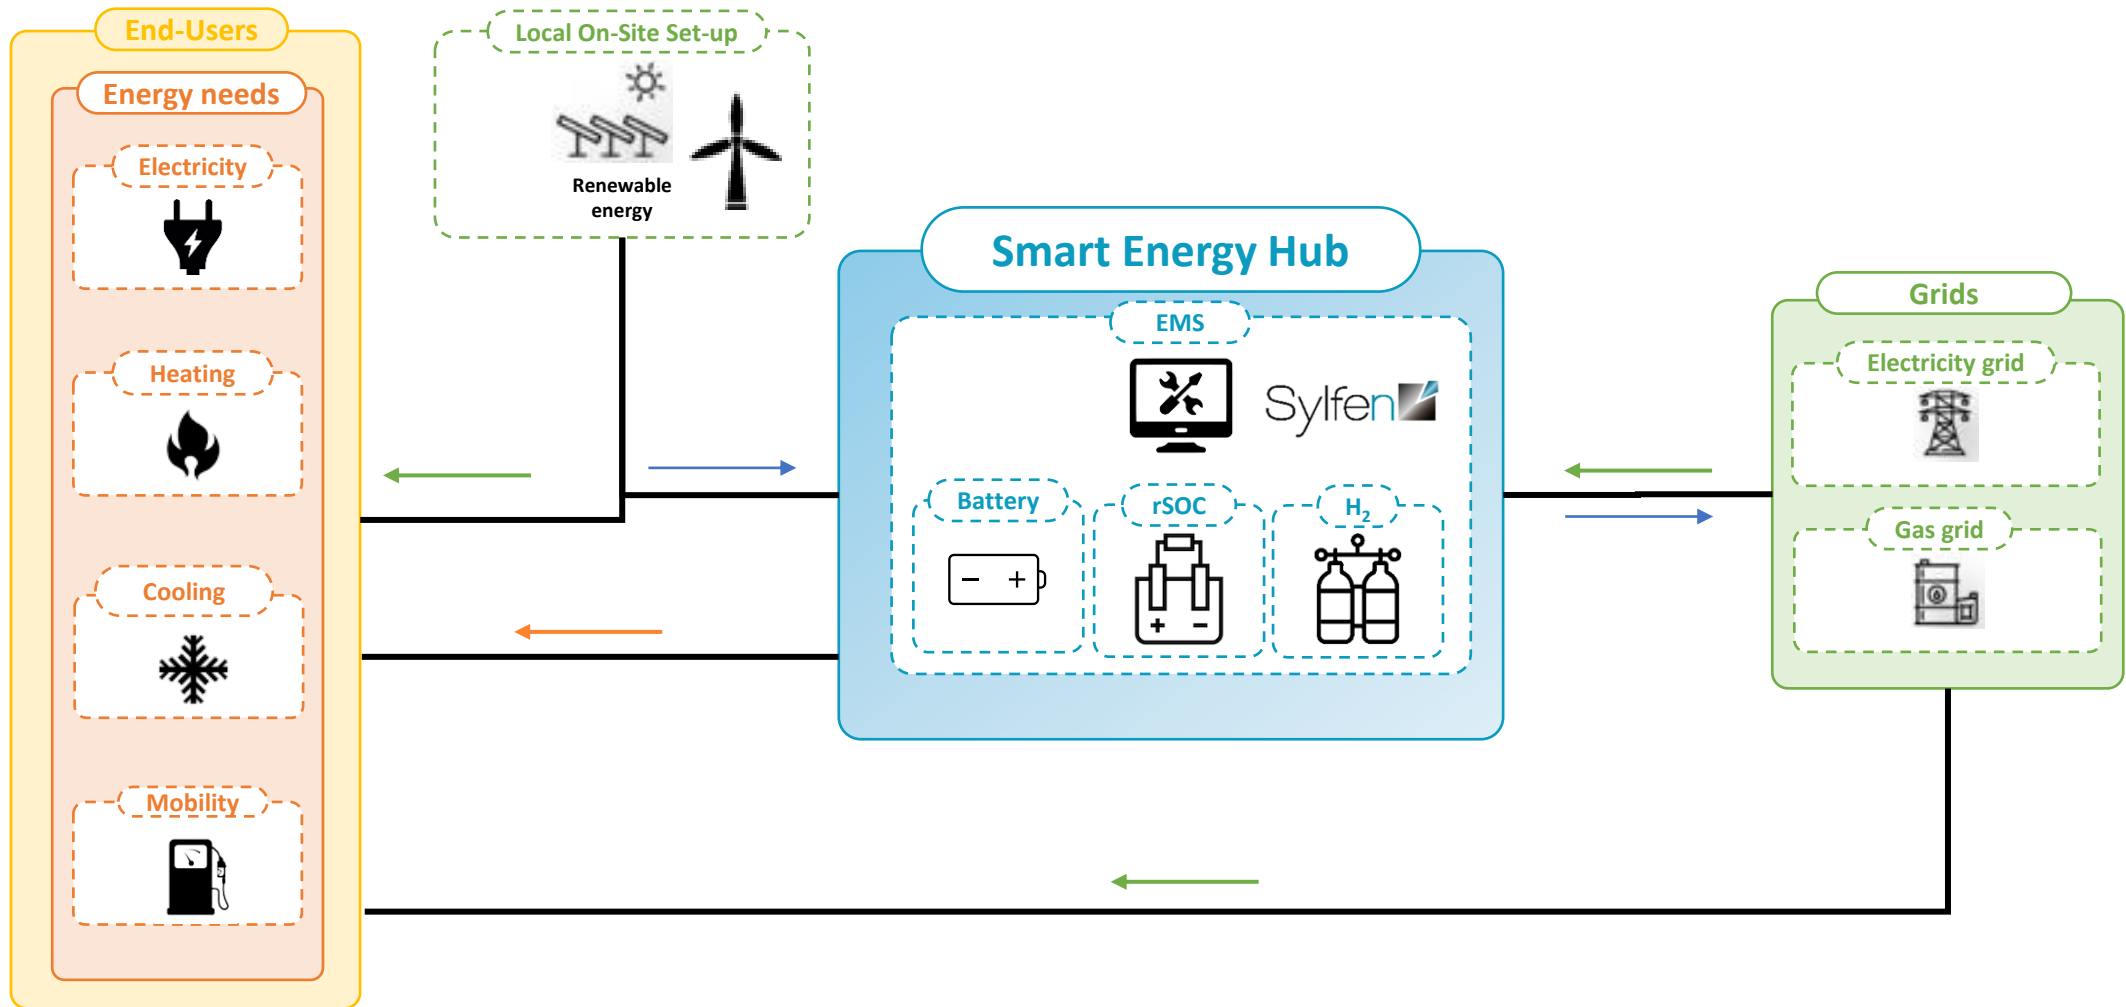 End-Users
Energy needs
Electricity
Heating
Cooling
Mobility
Local On-Site Set-up
Renewable
energy
Smart Energy Hub
EMS
Sylfen
Battery
rSOC
H₂
Grids
Electricity grid
Gas grid